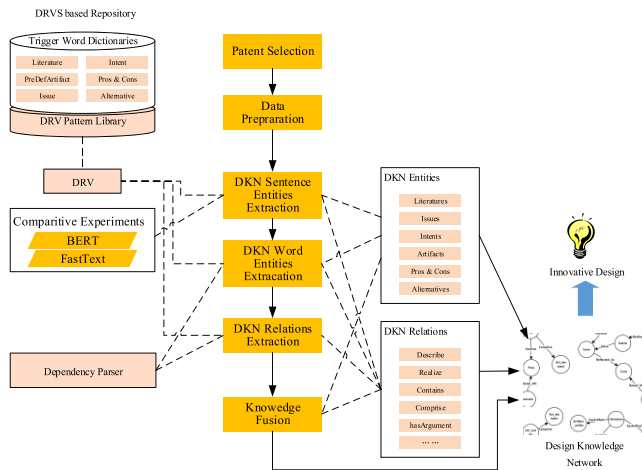 DRVS based Repository
Trigger Word Dictionaries
Literature
Intent
PreDefArtifact
Pros & Cons
Issue
Alternative
DRV Pattern Library
DRV
Comparitive Experiments
BERT
FastText
Dependency Parser
Patent Selection
Data
Prepraration
DKN Sentence
Entities
Extraction
DKN Word
Entities
Extracation
DKN Relations
Extraction
Knowedge
Fusion
DKN Entities
Literatures
Issues
Intents
Artifacts
Pros & Cons
Alternatives
DKN Relations
Describe
Realize
Contains
Comprise
hasArgument
... ...
Innovative Design
Design Knowledge
Network